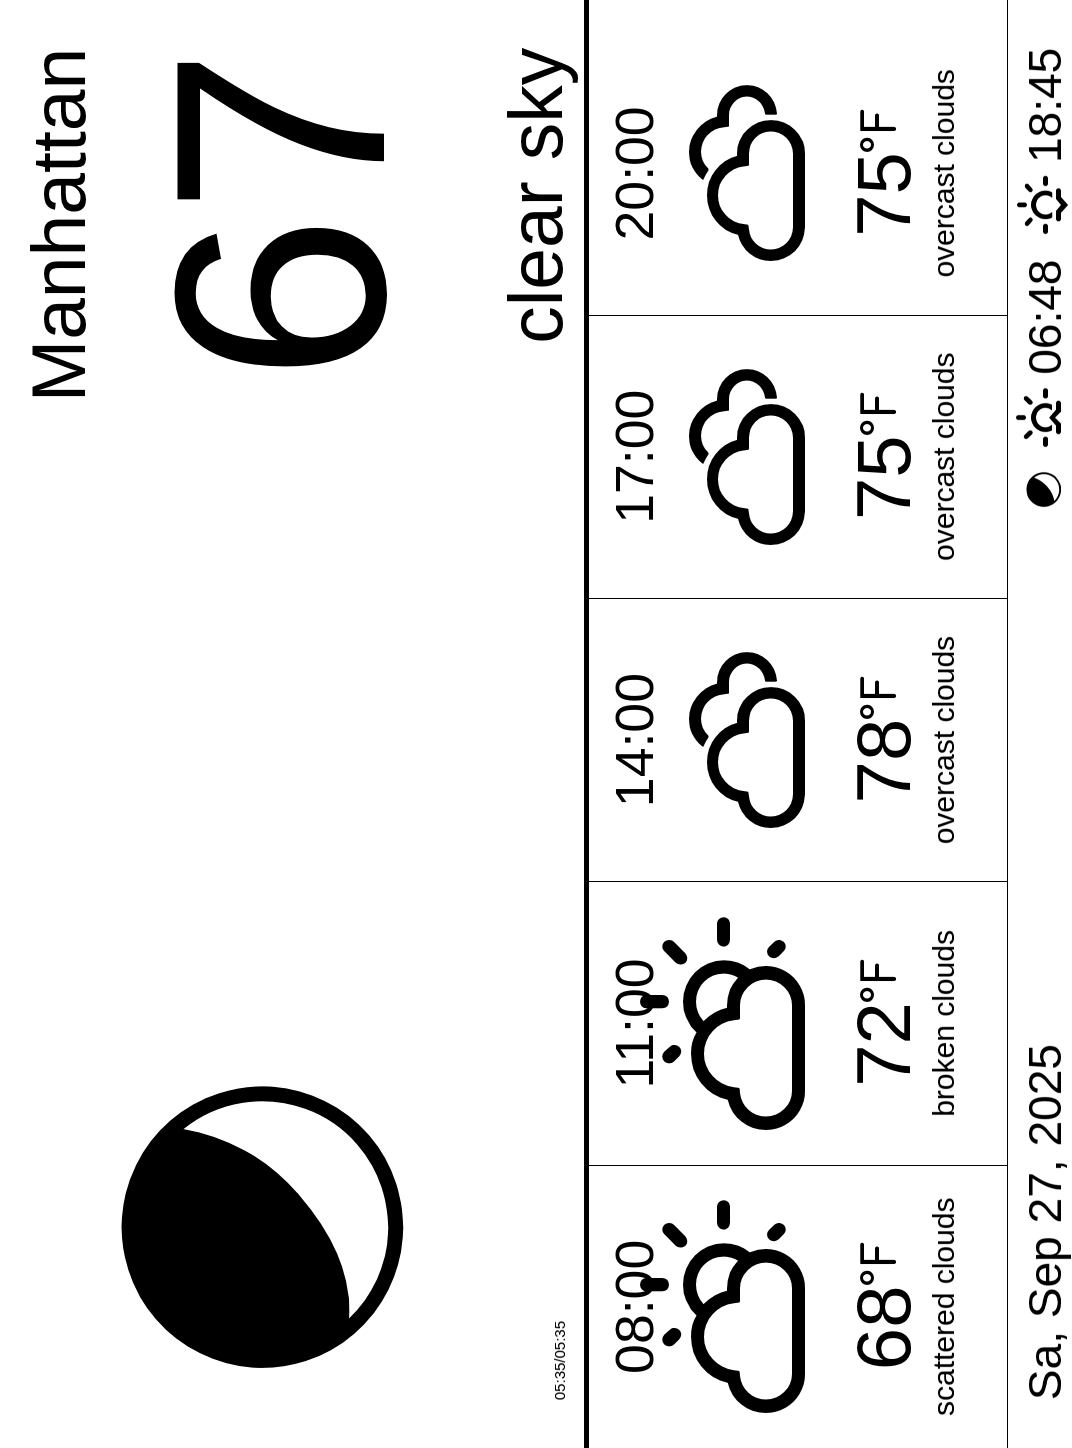 Manhattan
67
clear sky
05:35/05:35
08:00
68°F
scattered clouds
11:00
72°F
broken clouds
14:00
78°F
overcast clouds
17:00
75°F
overcast clouds
20:00
75°F
overcast clouds
Sa, Sep 27, 2025
06:48
18:45